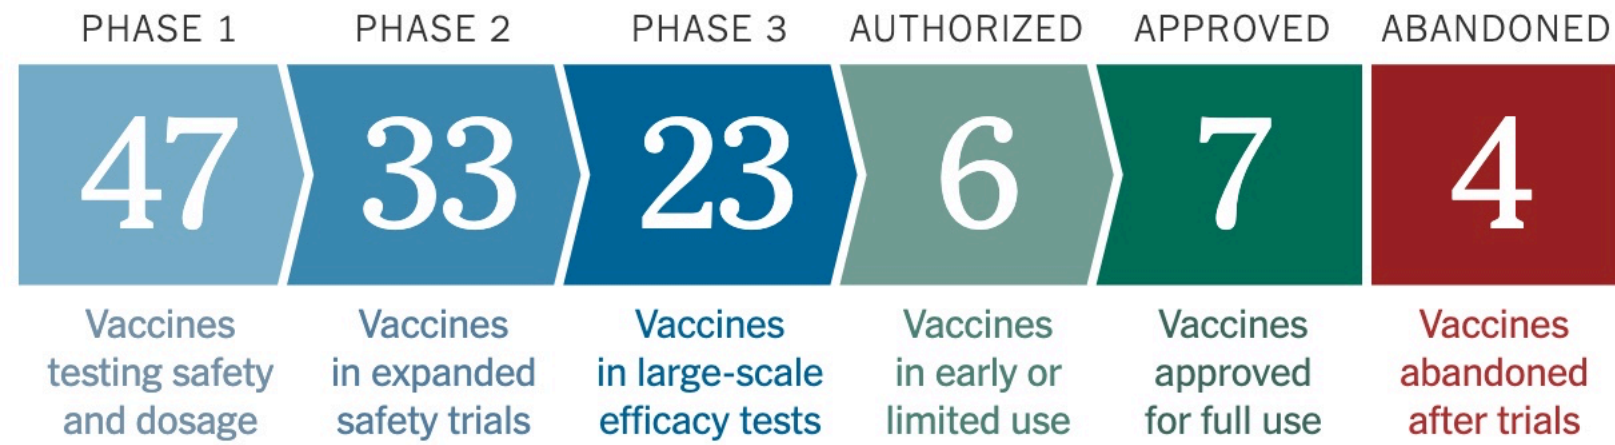 PHASE 1
PHASE 2
PHASE 3
AUTHORIZED
APPROVED
ABANDONED
47
33
23
6
7
4
Vaccines
testing safety
and dosage
Vaccines
in expanded
safety trials
Vaccines
in large-scale
efficacy tests
Vaccines
in early or
limited use
Vaccines
approved
for full use
Vaccines
abandoned
after trials